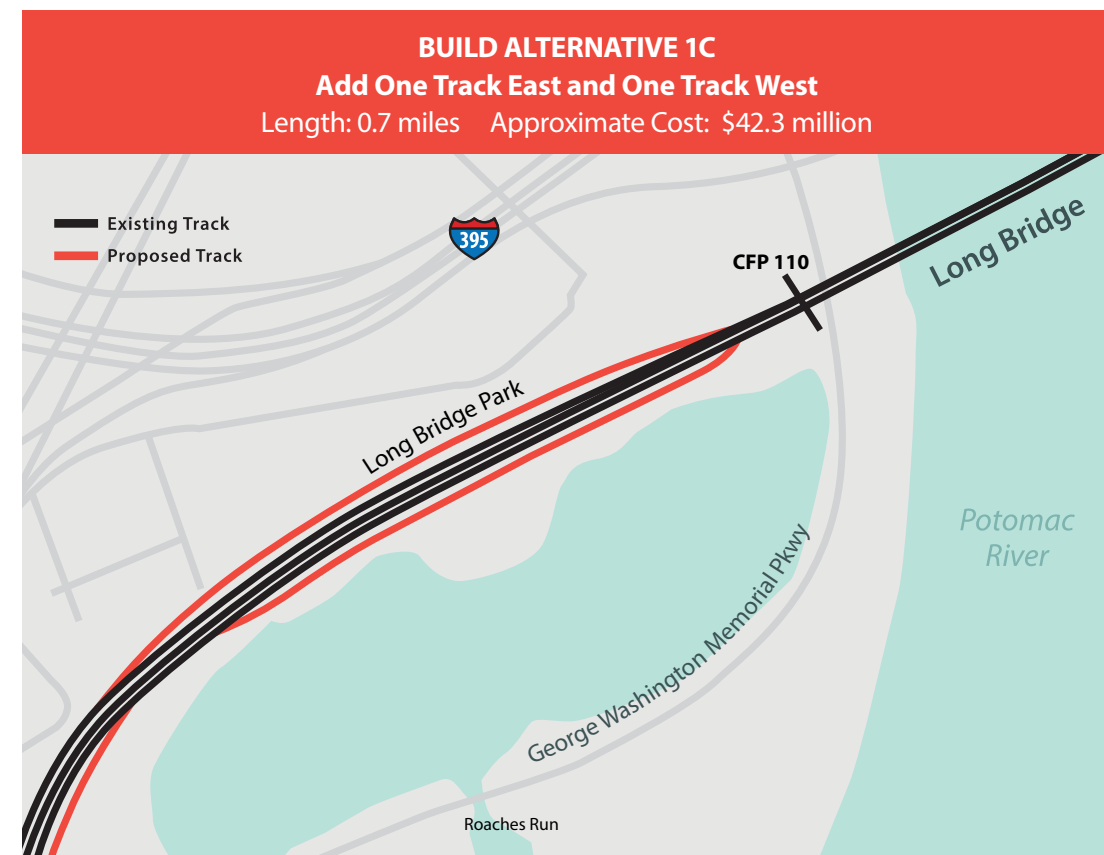 BUILD ALTERNATIVE 1C
Add One Track East and One Track West
Length: 0.7 miles Approximate Cost: $42.3 million
Existing Track
Proposed Track
395
CFP 110
Long Bridge
Long Bridge Park
Potomac
River
George Washington Memorial Pkwy
Roaches Run